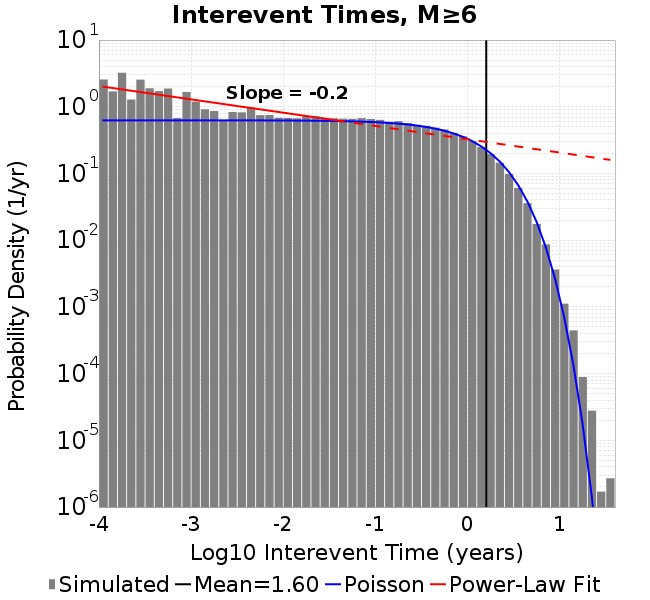 Interevent Times, M≥6
10^1
10^0
10^-1
10^-2
10^-3
10^-4
10^-5
10^-6
Probability Density (1/yr)
Slope = -0.2
-4 -3 -2 -1 0 1
Log10 Interevent Time (years)
Simulated Mean=1.60 Poisson Power-Law Fit